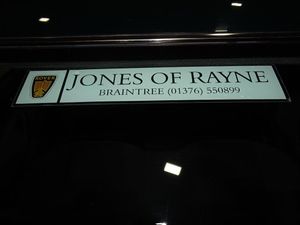 ROVER
JONES OF RAYNE
BRAINTREE (01376) 550899